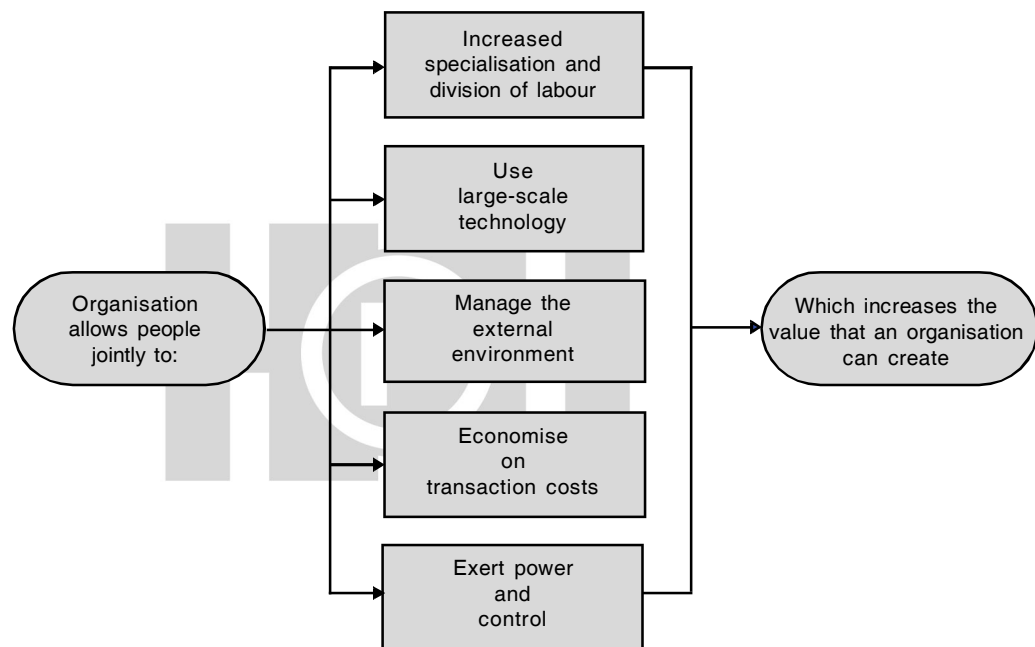 Increased
specialisation and
division of labour
Use
large-scale
technology
Organisation
allows people
jointly to:
Manage the
external
environment
Which increases the
value that an organisation
can create
Economise
on
transaction costs
Exert power
and
control